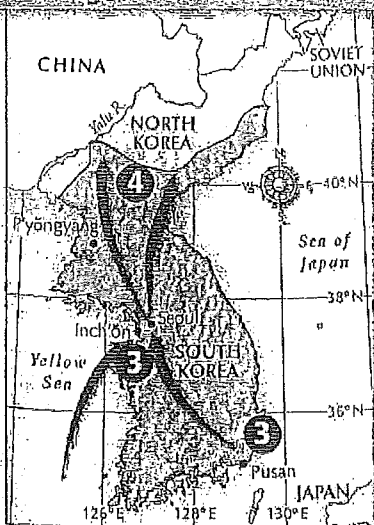 SOVIET
UNION
CHINA
Yalu R.
NORTH
KOREA
4
40°N
Pyongyang
Sea of
Japan
38°N
Seoul
Inchon
Yellow
Sea
3
SOUTH
KOREA
36°N
3
Pusan
JAPAN
126°E
128°E
130°E